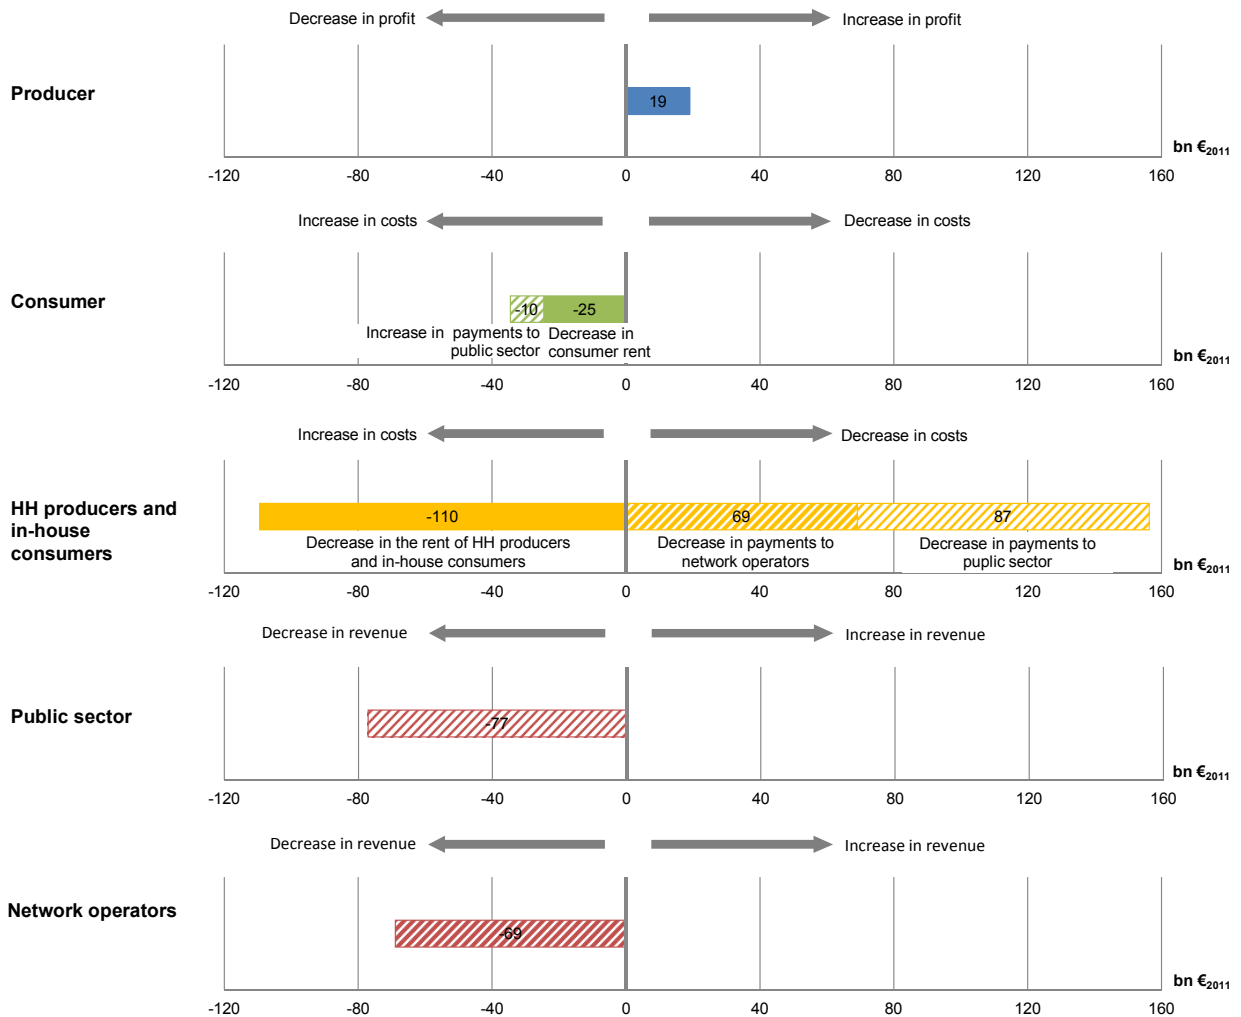 Decrease in profit
Increase in profit
Producer
19
bn €2011
-120 -80 -40 0 40 80 120 160
Increase in costs
Decrease in costs
Consumer
-10 -25
Increase in payments to Decrease in
public sector consumer rent
bn €2011
-120 -80 -40 0 40 80 120 160
Increase in costs
Decrease in costs
HH producers and
in-house
consumers
-110 69 87
Decrease in the rent of HH producers
and in-house consumers
Decrease in payments to
network operators
Decrease in payments to
puplic sector
bn €2011
-120 -80 -40 0 40 80 120 160
Decrease in revenue
Increase in revenue
Public sector
-77
bn €2011
-120 -80 -40 0 40 80 120 160
Decrease in revenue
Increase in revenue
Network operators
-69
bn €2011
-120 -80 -40 0 40 80 120 160